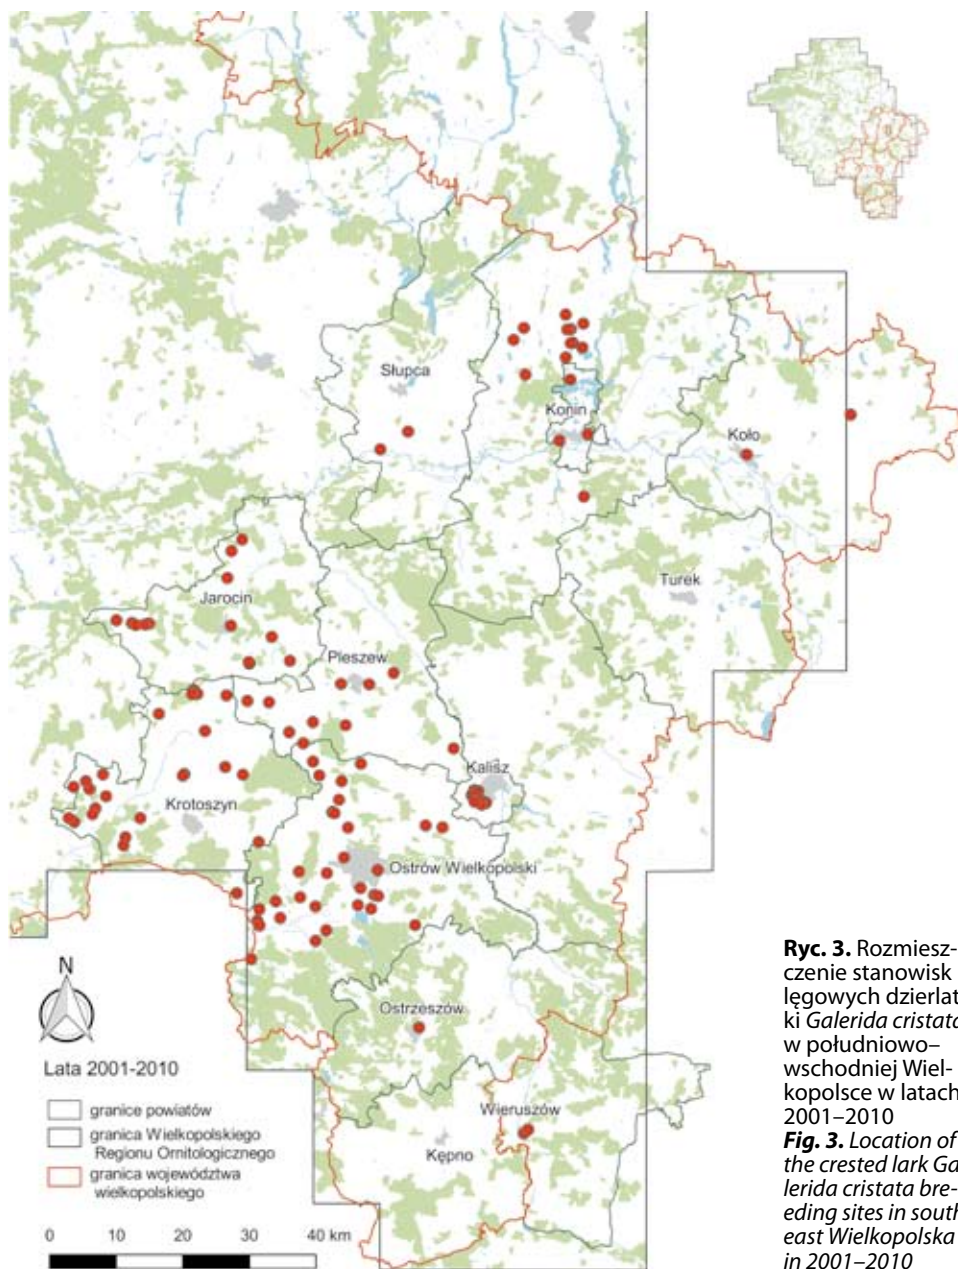 Słupca
Konin
Koło
Turek
Jarocin
Pleszew
Kalisz
Krotoszyn
Ostrów Wielkopolski
Ostrzeszów
Wieruszów
Kępno
N
Lata 2001-2010
granice powiatów
granica Wielkopolskiego
Regionu Ornitologicznego
granica województwa
wielkopolskiego
0 10 20 30 40 km
Ryc. 3. Rozmiesz-
czenie stanowisk
lęgowych dzierlat
ki Galerida cristata
w południowo–
wschodniej Wiel-
kopolsce w latach
2001–2010
Fig. 3. Location of
the crested lark Ga
lerida cristata bre-
eding sites in south
east Wielkopolska
in 2001–2010